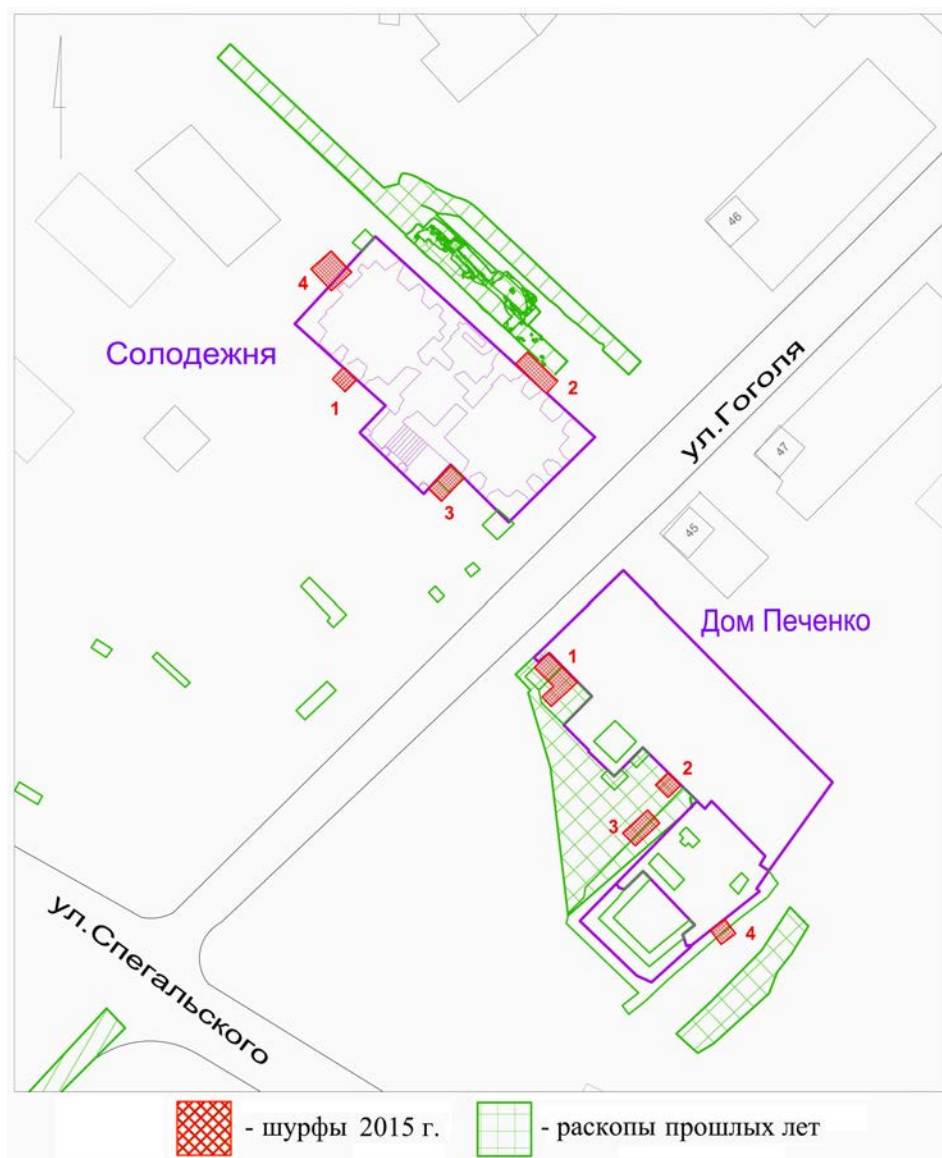 46
4
Солодежня
ул.Гоголя
2
1
47
3
45
Дом Печенко
1
2
3
4
ул.Спегальского
- шурфы 2015 г.
- раскопы прошлых лет